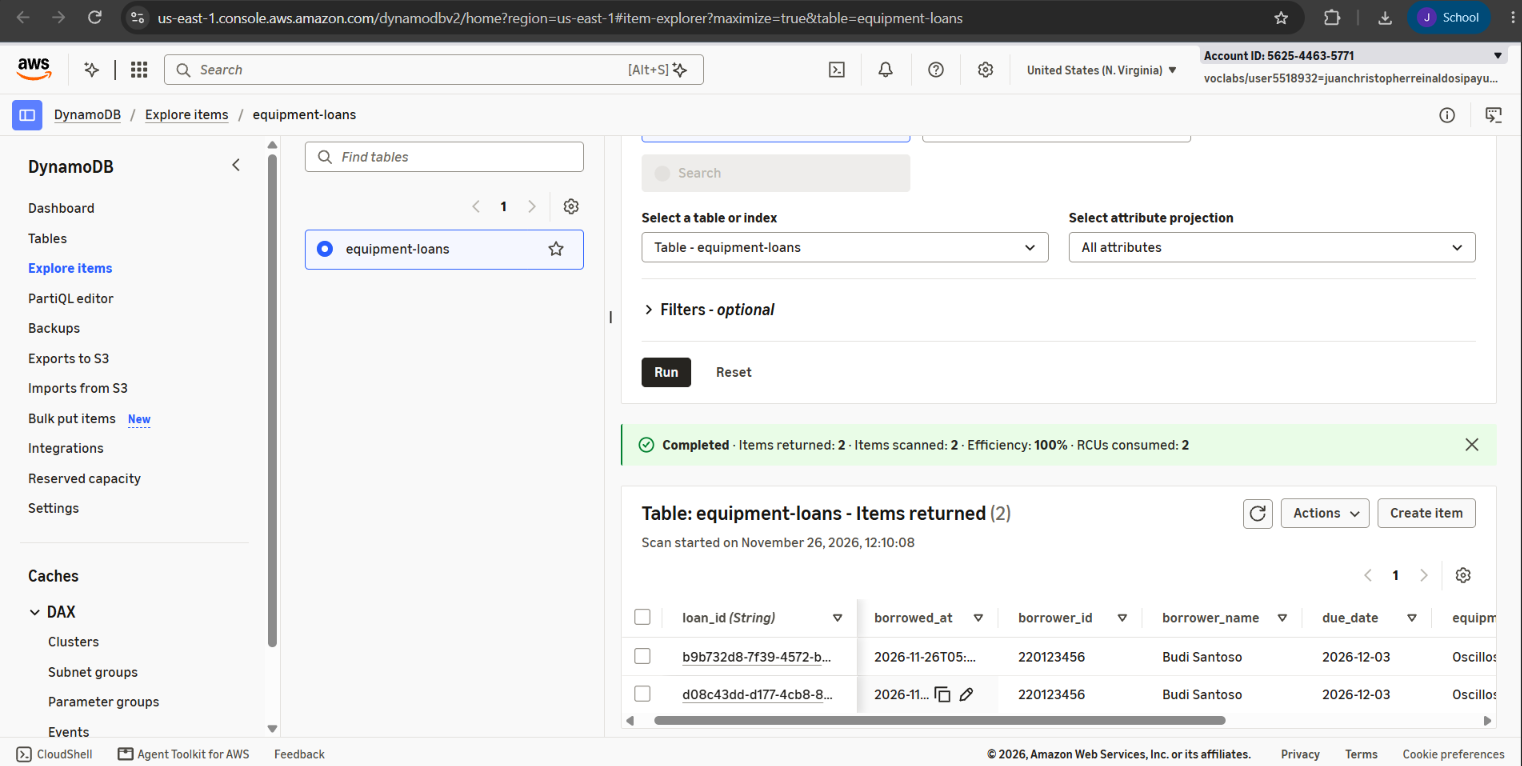 us-east-1.console.aws.amazon.com/dynamodbv2/home?region=us-east-1#item-explorer?maximize=true&table=equipment-loans
J School
aws
Search [Alt+S]
United States (N. Virginia)
Account ID: 5625-4463-5771
voclabs/user5518932=juanchristopherreinaldosipayu...
DynamoDB / Explore items / equipment-loans
DynamoDB
Dashboard
Tables
Explore items
PartiQL editor
Backups
Exports to S3
Imports from S3
Bulk put items New
Integrations
Reserved capacity
Settings
Caches
DAX
Clusters
Subnet groups
Parameter groups
Events
Find tables
1
equipment-loans
Search
Select a table or index
Table - equipment-loans
Select attribute projection
All attributes
Filters - optional
Run Reset
Completed · Items returned: 2 · Items scanned: 2 · Efficiency: 100% · RCUs consumed: 2
Table: equipment-loans - Items returned (2)
Scan started on November 26, 2026, 12:10:08
Actions
Create item
1
loan_id (String) borrowed_at borrower_id borrower_name due_date equipm
b9b732d8-7f39-4572-b... 2026-11-26T05:... 220123456 Budi Santoso 2026-12-03 Oscillos
d08c43dd-d177-4cb8-8... 2026-11... 220123456 Budi Santoso 2026-12-03 Oscillos
CloudShell Agent Toolkit for AWS Feedback
© 2026, Amazon Web Services, Inc. or its affiliates. Privacy Terms Cookie preferences